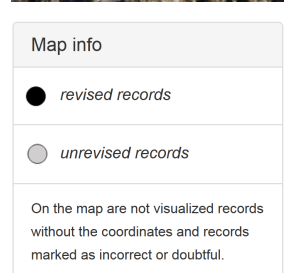 Map info
revised records
unrevised records
On the map are not visualized records
without the coordinates and records
marked as incorrect or doubtful.